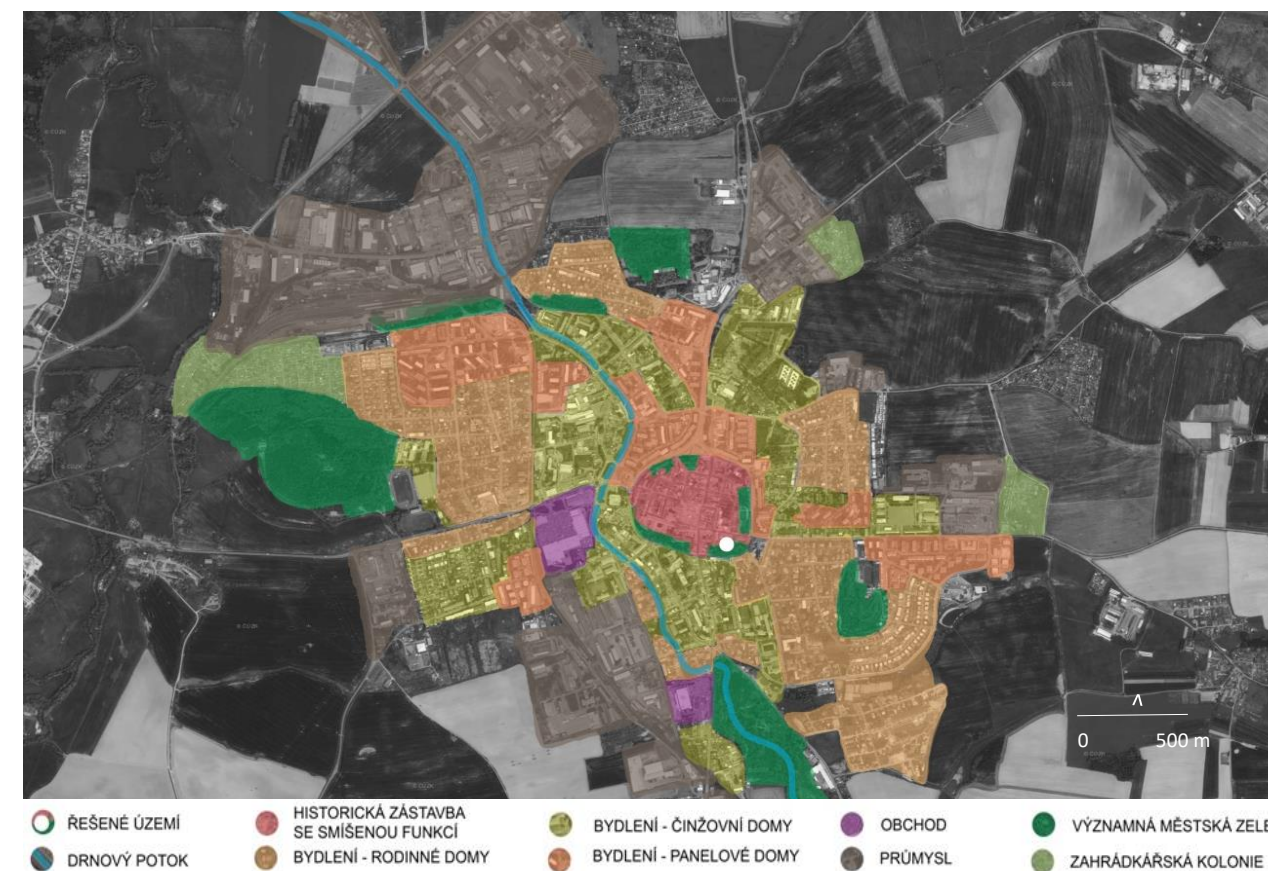 ^
0 500 m
ŘEŠENÉ ÚZEMÍ
DRNOVÝ POTOK
HISTORICKÁ ZÁSTAVBA
SE SMÍŠENOU FUNKCÍ
BYDLENÍ - RODINNÉ DOMY
BYDLENÍ - ČINŽOVNÍ DOMY
BYDLENÍ - PANELOVÉ DOMY
OBCHOD
PRŮMYSL
VÝZNAMNÁ MĚSTSKÁ ZELE
ZAHRÁDKÁŘSKÁ KOLONIE